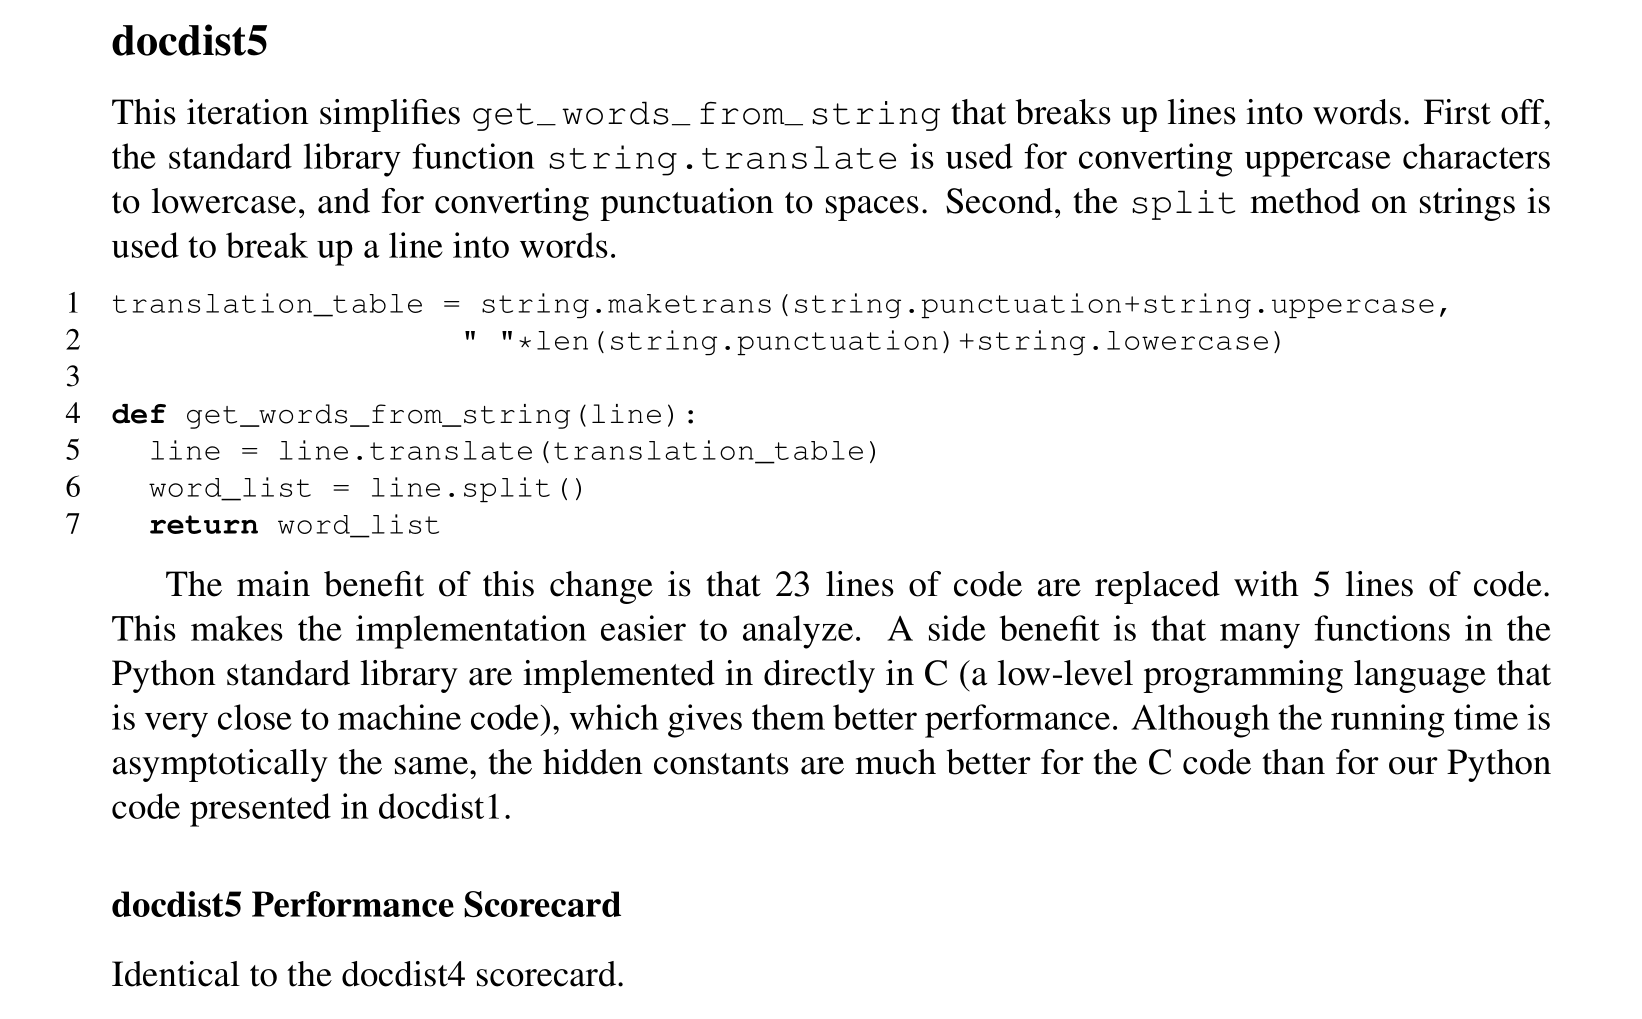 docdist5
This iteration simplifies get_words_from_string that breaks up lines into words. First off,
the standard library function string.translate is used for converting uppercase characters
to lowercase, and for converting punctuation to spaces. Second, the split method on strings is
used to break up a line into words.
1 translation_table = string.maketrans(string.punctuation+string.uppercase,
2                    " "*len(string.punctuation)+string.lowercase)
3
4 def get_words_from_string(line):
5   line = line.translate(translation_table)
6   word_list = line.split()
7   return word_list
The main benefit of this change is that 23 lines of code are replaced with 5 lines of code.
This makes the implementation easier to analyze. A side benefit is that many functions in the
Python standard library are implemented in directly in C (a low-level programming language that
is very close to machine code), which gives them better performance. Although the running time is
asymptotically the same, the hidden constants are much better for the C code than for our Python
code presented in docdist1.
docdist5 Performance Scorecard
Identical to the docdist4 scorecard.